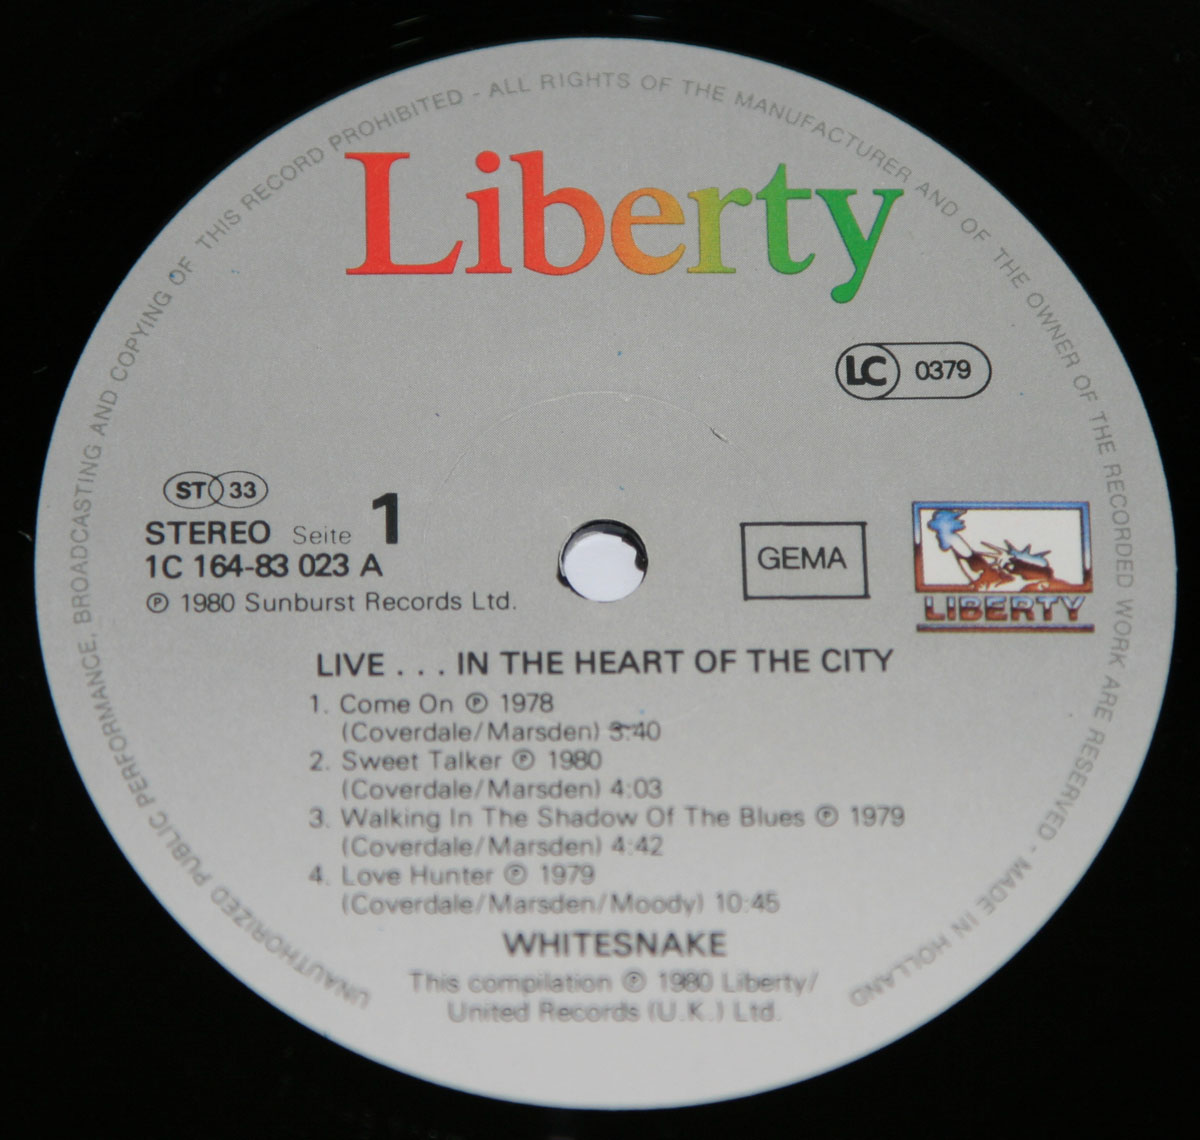 UNAUTHORIZED PUBLIC PERFORMANCE, BROADCASTING AND COPYING OF THIS RECORD PROHIBITED - ALL RIGHTS OF THE MANUFACTURER AND OF THE OWNER OF THE RECORDED WORK ARE RESERVED - MADE IN HOLLAND
Liberty
LC 0379
ST 33
STEREO Seite 1
1C 164-83 023 A
℗ 1980 Sunburst Records Ltd.
GEMA
LIBERTY
LIVE . . . IN THE HEART OF THE CITY
1. Come On ℗ 1978
(Coverdale/Marsden) 3:40
2. Sweet Talker ℗ 1980
(Coverdale/Marsden) 4:03
3. Walking In The Shadow Of The Blues ℗ 1979
(Coverdale/Marsden) 4:42
4. Love Hunter ℗ 1979
(Coverdale/Marsden/Moody) 10:45
WHITESNAKE
This compilation ℗ 1980 Liberty/
United Records (U.K.) Ltd.